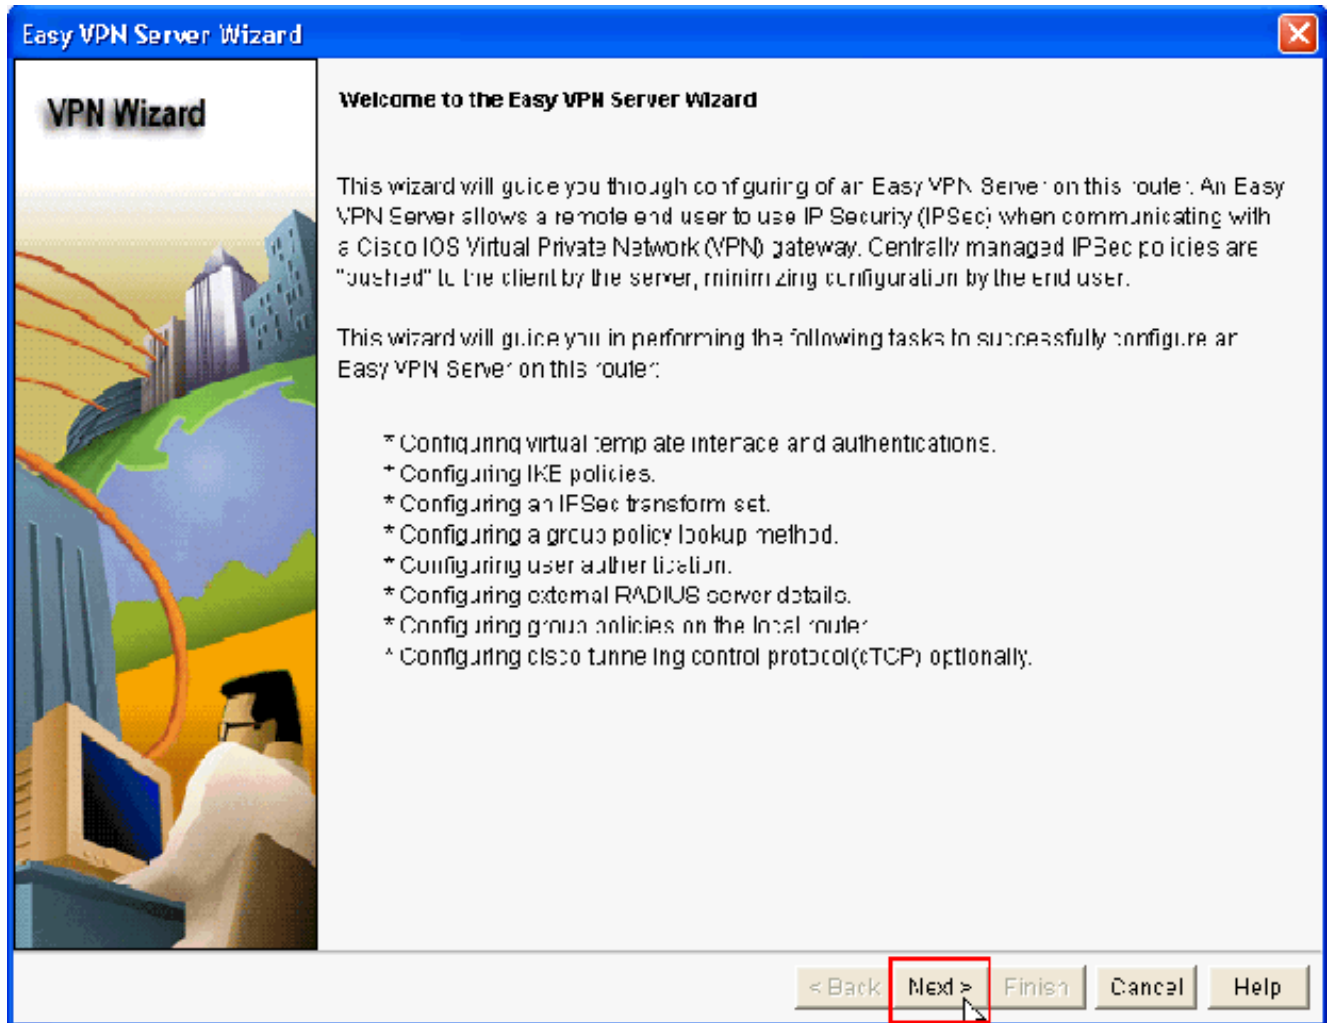 Easy VPN Server Wizard
VPN Wizard
Welcome to the Easy VPN Server Wizard
This wizard will guide you through configuring of an Easy VPN Server on this router. An Easy
VPN Server allows a remote end user to use IP Security (IPSec) when communicating with
a Cisco IOS Virtual Private Network (VPN) gateway. Centrally managed IPSec policies are
"pushed" to the client by the server, minimizing configuration by the end user.
This wizard will guide you in performing the following tasks to successfully configure an
Easy VPN Server on this router:
* Configuring virtual template interface and authentications.
* Configuring IKE policies.
* Configuring an IPSec transform set.
* Configuring a group policy lookup method.
* Configuring user authentication.
* Configuring external RADIUS server details.
* Configuring group policies on the local router
* Configuring cisco tunneling control protocol(cTCP) optionally.
< Back
Next >
Finish
Cancel
Help